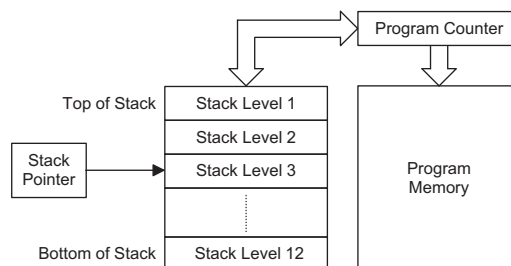 Program Counter
Top of Stack
Stack Level 1
Stack Level 2
Stack
Pointer
Stack Level 3
Program
Memory
Bottom of Stack
Stack Level 12